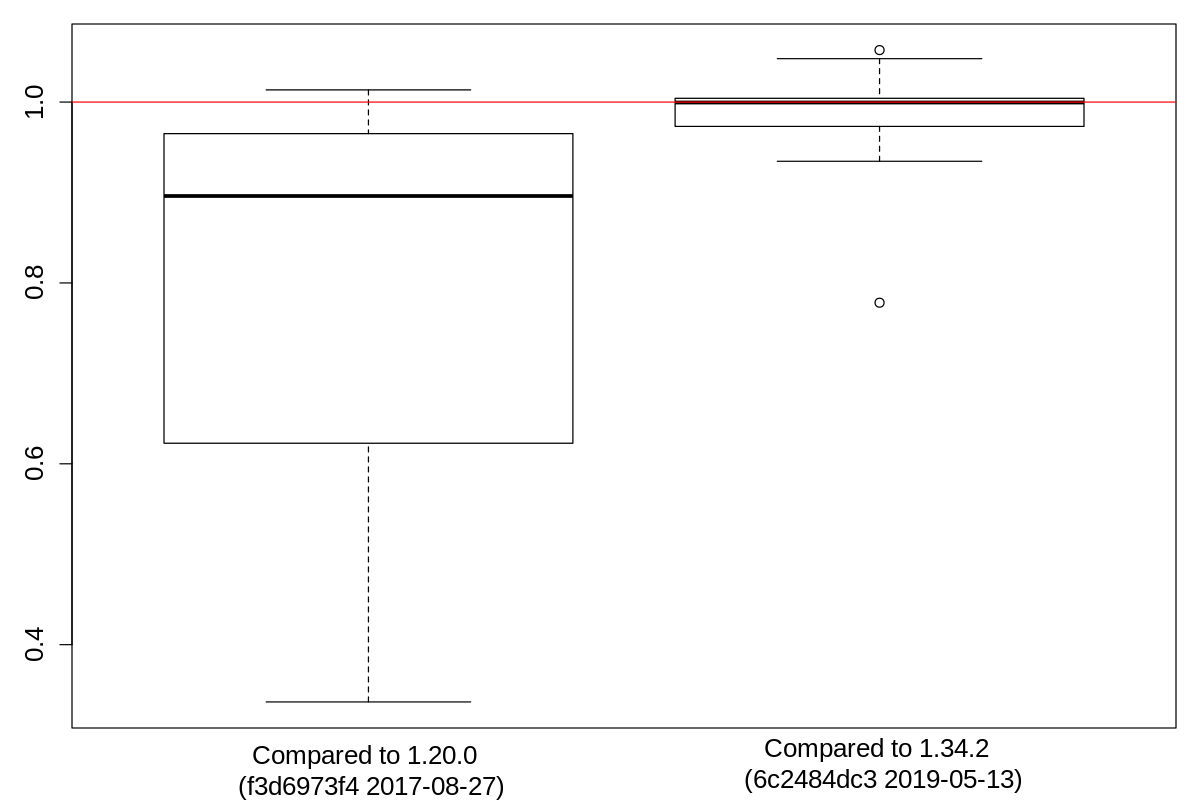 1.0
0.8
0.6
0.4
Compared to 1.20.0
(f3d6973f4 2017-08-27)
Compared to 1.34.2
(6c2484dc3 2019-05-13)